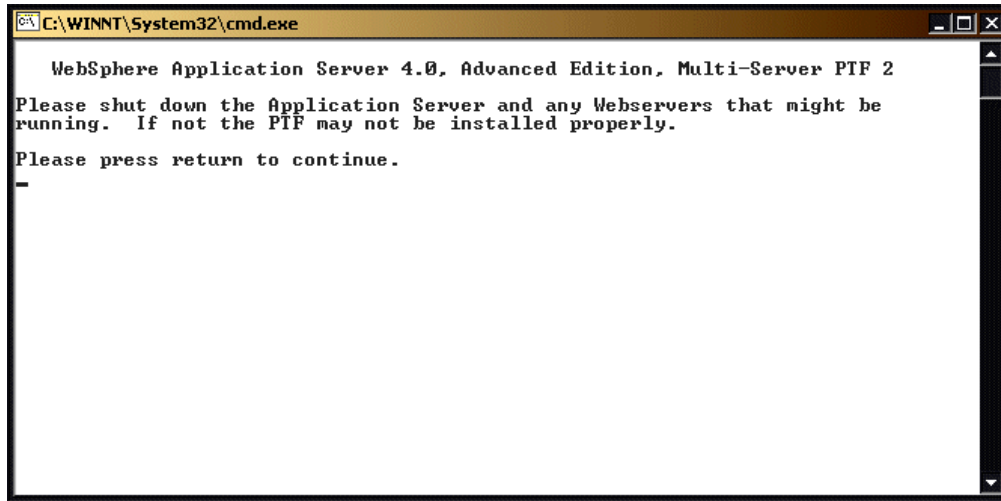 C:\WINNT\System32\cmd.exe
WebSphere Application Server 4.0, Advanced Edition, Multi-Server PTF 2
Please shut down the Application Server and any Webservers that might be
running.  If not the PTF may not be installed properly.
Please press return to continue.